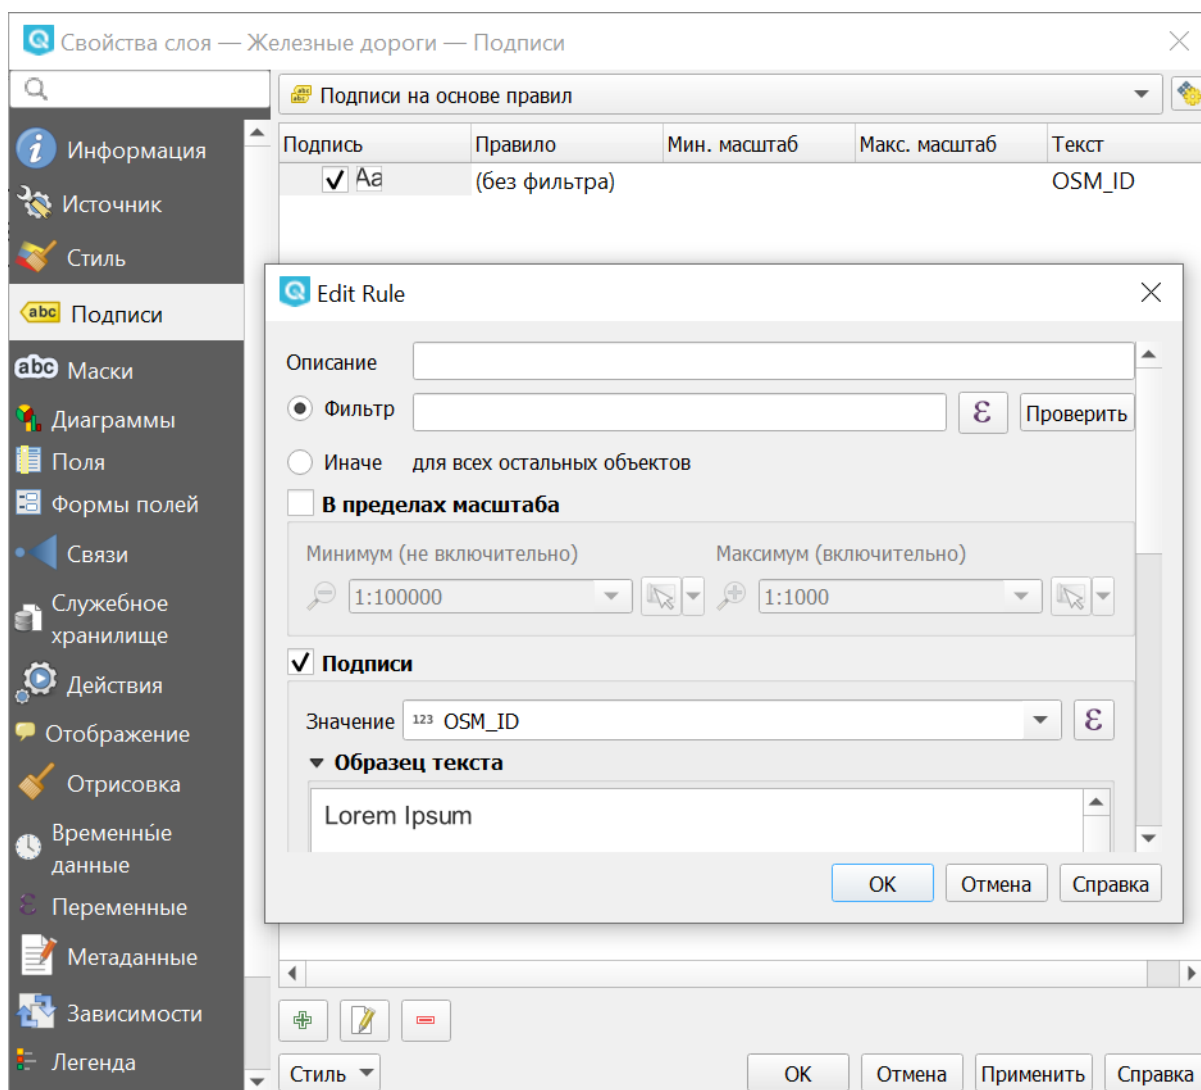 Свойства слоя — Железные дороги — Подписи
Подписи на основе правил
Информация
Источник
Стиль
Подписи
Маски
Диаграммы
Поля
Формы полей
Связи
Служебное
хранилище
Действия
Отображение
Отрисовка
Временны́е
данные
Переменные
Метаданные
Зависимости
Легенда
Подпись Правило Мин. масштаб Макс. масштаб Текст
Aa (без фильтра) OSM_ID
Edit Rule
Описание
Фильтр ε Проверить
Иначе для всех остальных объектов
В пределах масштаба
Минимум (не включительно) Максимум (включительно)
1:100000 1:1000
Подписи
Значение 123 OSM_ID ε
Образец текста
Lorem Ipsum
OK Отмена Справка
Стиль OK Отмена Применить Справка